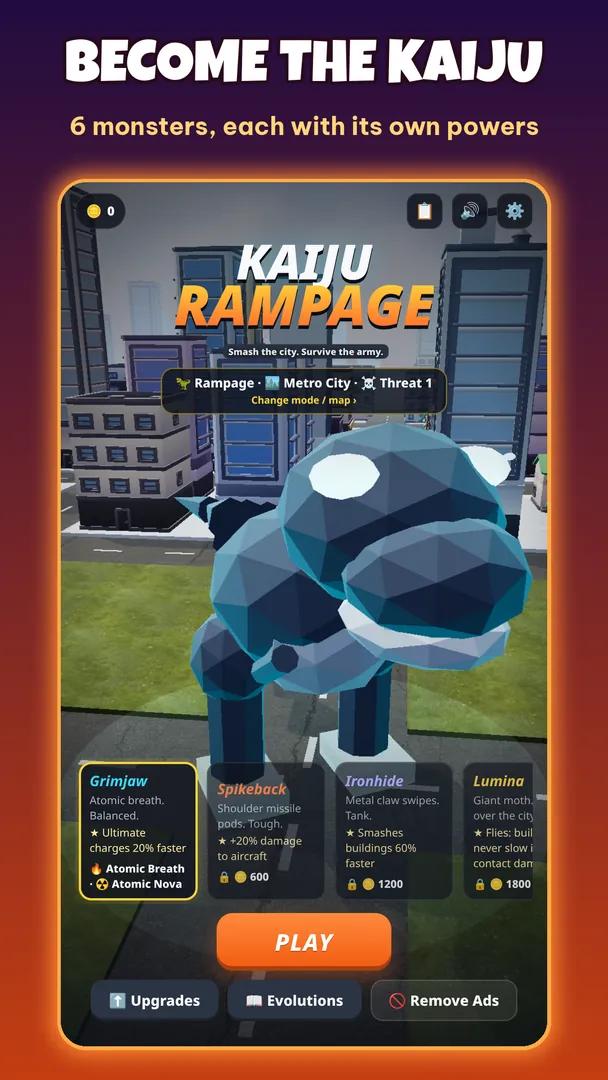 BECOME THE KAIJU
6 monsters, each with its own powers
0
KAIJU
RAMPAGE
Smash the city. Survive the army.
Rampage · Metro City · Threat 1
Change mode / map ›
Grimjaw
Atomic breath.
Balanced.
★ Ultimate
charges 20% faster
Atomic Breath
· Atomic Nova
Spikeback
Shoulder missile
pods. Tough.
★ +20% damage
to aircraft
600
Ironhide
Metal claw swipes.
Tank.
★ Smashes
buildings 60%
faster
1200
Lumina
Giant moth.
over the city
★ Flies:
never slow
contact
1800
PLAY
Upgrades
Evolutions
Remove Ads